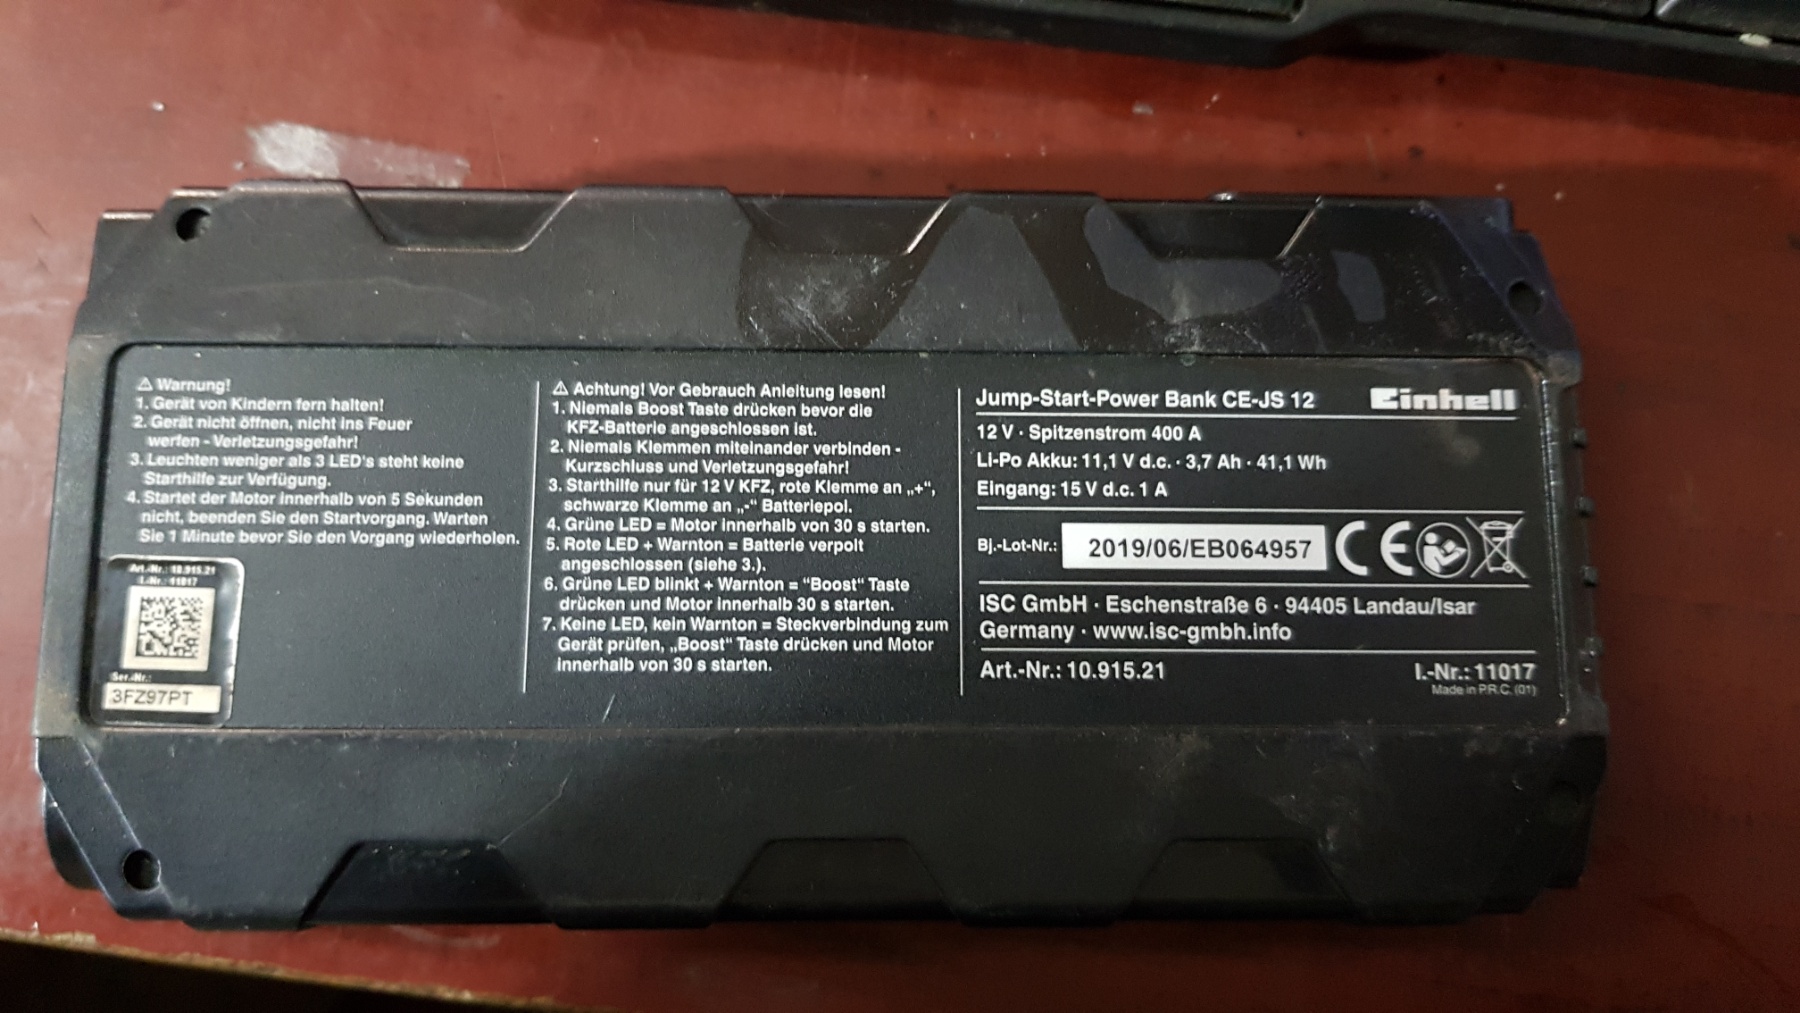 ⚠ Warnung!
1. Gerät von Kindern fern halten!
2. Gerät nicht öffnen, nicht ins Feuer
werfen - Verletzungsgefahr!
3. Leuchten weniger als 3 LED's steht keine
Starthilfe zur Verfügung.
4. Startet der Motor innerhalb von 5 Sekunden
nicht, beenden Sie den Startvorgang. Warten
Sie 1 Minute bevor Sie den Vorgang wiederholen.
Art.-Nr.: 10.915.21
I.-Nr.: 11017
Ser.-Nr.:
3FZ97PT
⚠ Achtung! Vor Gebrauch Anleitung lesen!
1. Niemals Boost Taste drücken bevor die
KFZ-Batterie angeschlossen ist.
2. Niemals Klemmen miteinander verbinden -
Kurzschluss und Verletzungsgefahr!
3. Starthilfe nur für 12 V KFZ, rote Klemme an „+“,
schwarze Klemme an „-“ Batteriepol.
4. Grüne LED = Motor innerhalb von 30 s starten.
5. Rote LED + Warnton = Batterie verpolt
angeschlossen (siehe 3.).
6. Grüne LED blinkt + Warnton = “Boost“ Taste
drücken und Motor innerhalb 30 s starten.
7. Keine LED, kein Warnton = Steckverbindung zum
Gerät prüfen, „Boost“ Taste drücken und Motor
innerhalb von 30 s starten.
Jump-Start-Power Bank CE-JS 12 Einhell
12 V · Spitzenstrom 400 A
Li-Po Akku: 11,1 V d.c. · 3,7 Ah · 41,1 Wh
Eingang: 15 V d.c. 1 A
Bj.-Lot-Nr.: 2019/06/EB064957 CE
ISC GmbH · Eschenstraße 6 · 94405 Landau/Isar
Germany · www.isc-gmbh.info
Art.-Nr.: 10.915.21 I.-Nr.: 11017
Made in P.R.C. (01)